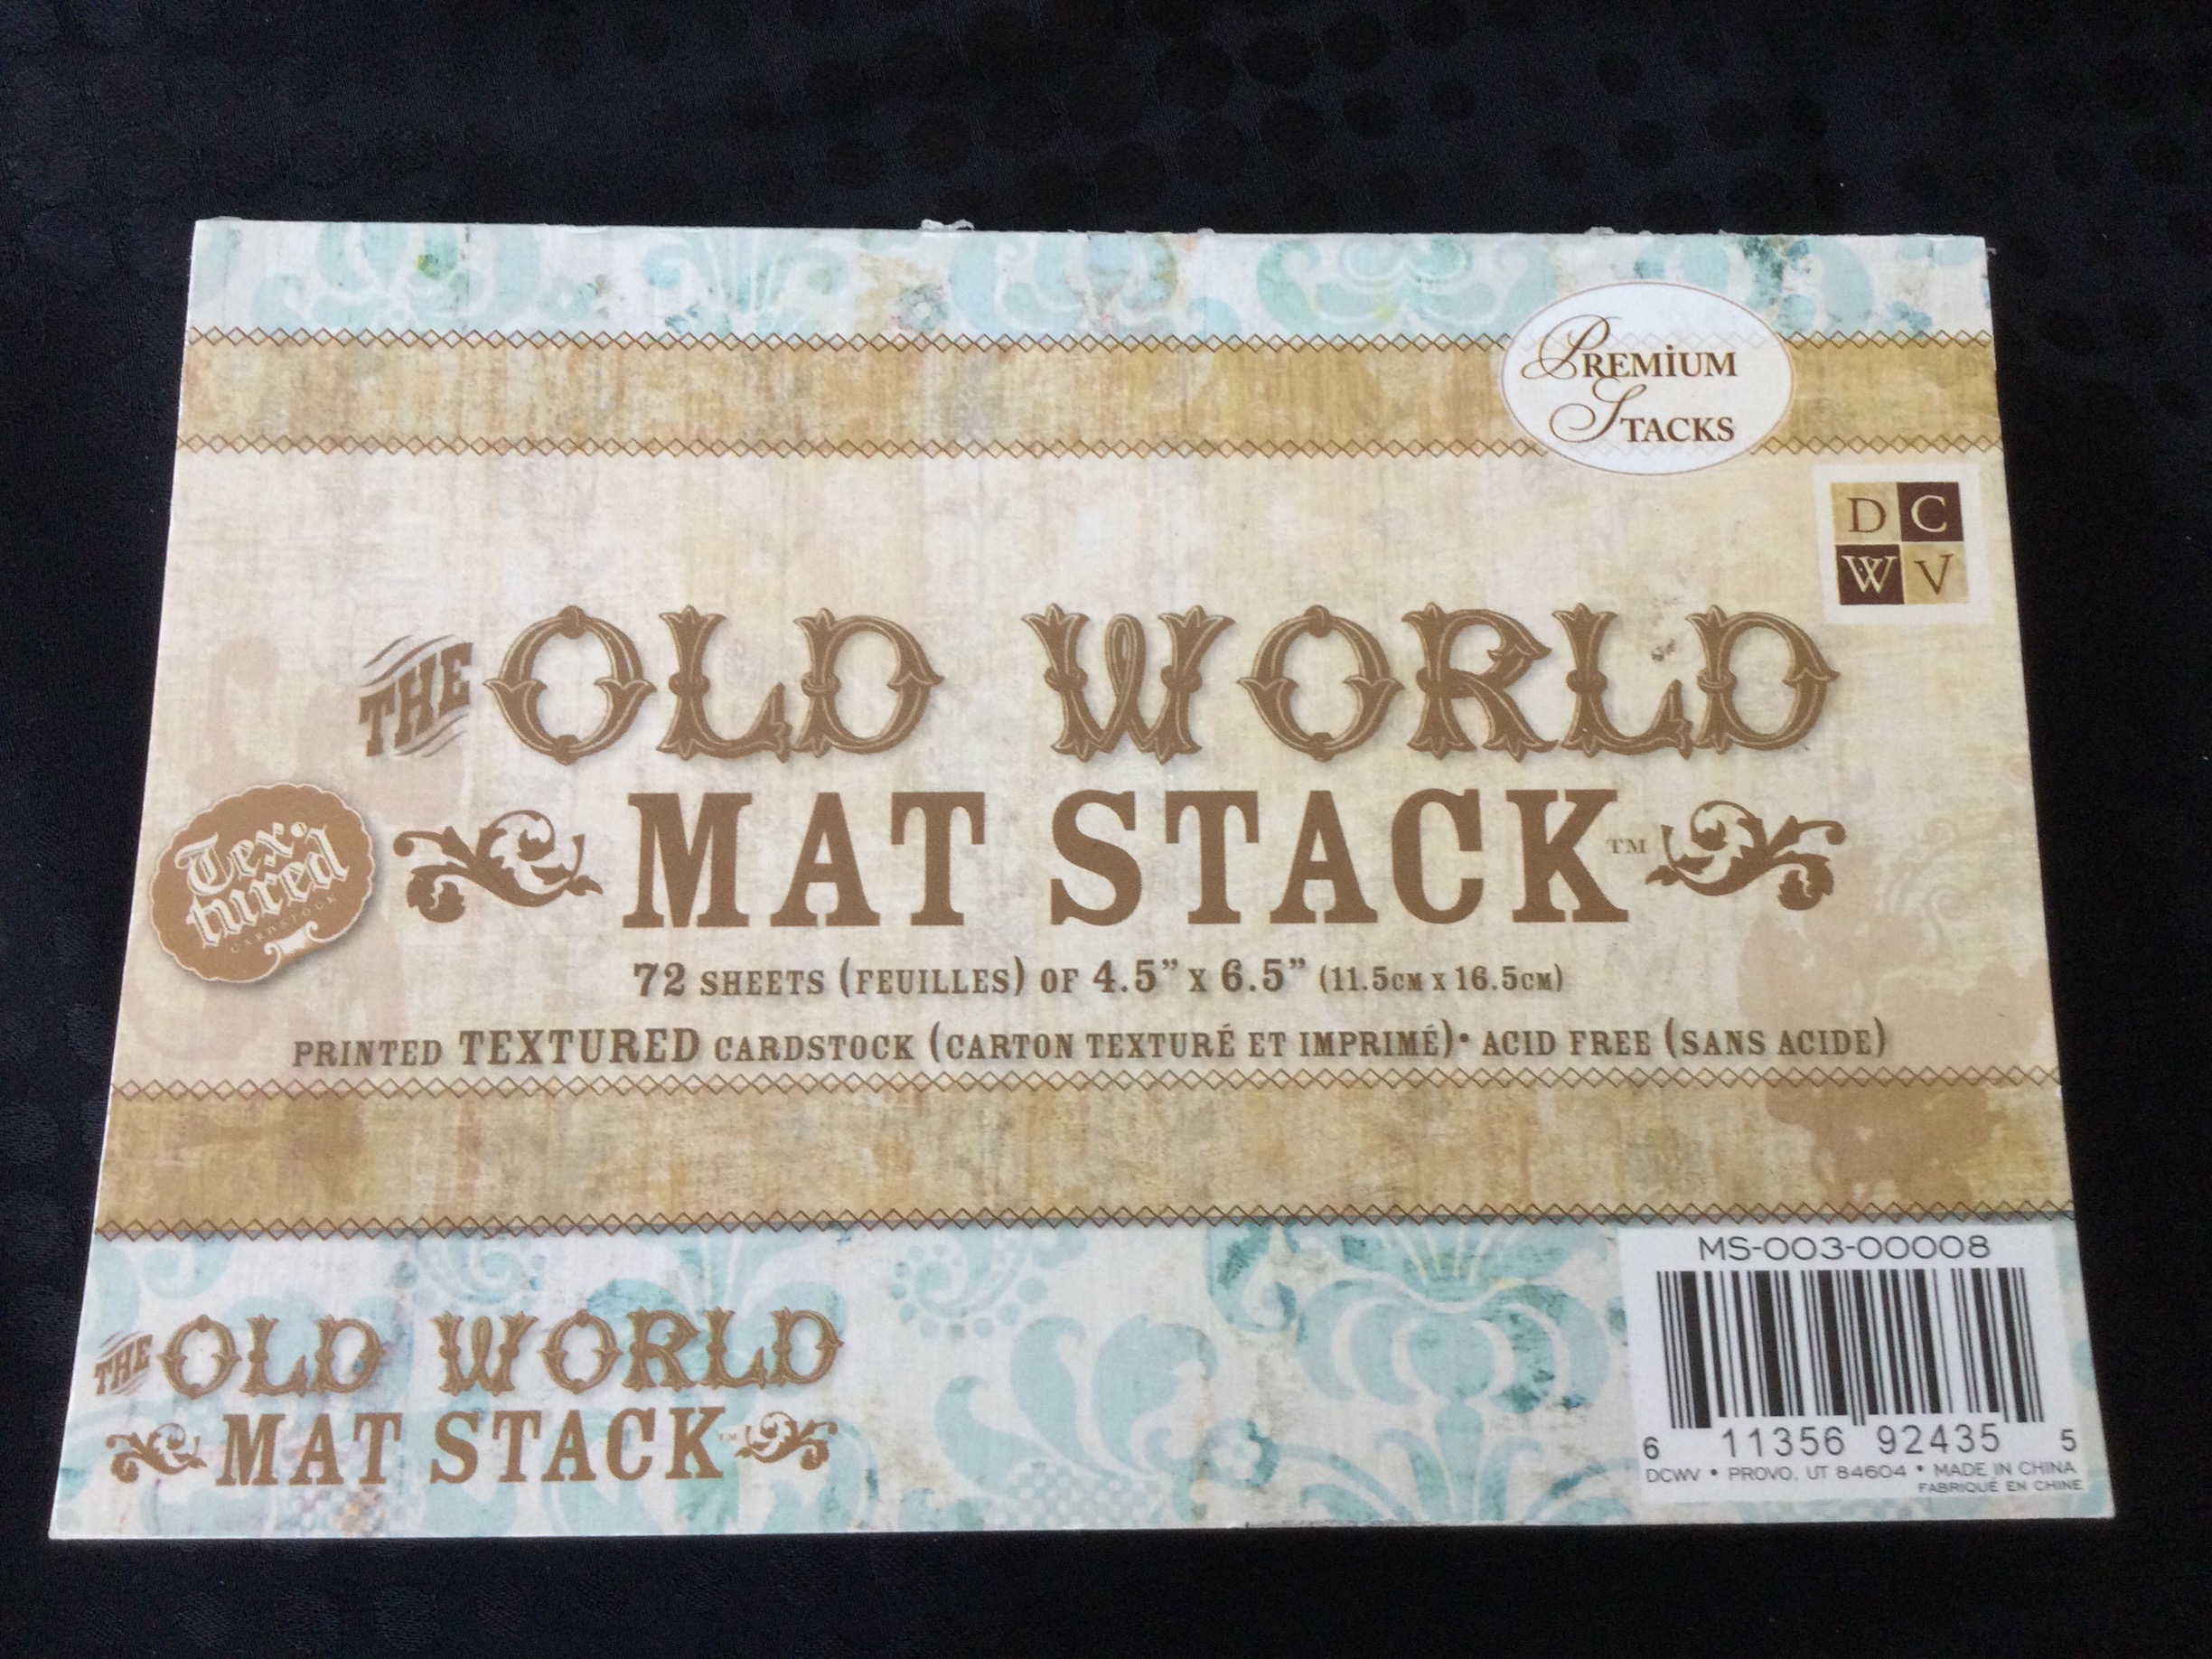 PREMIUM
STACKS
D C
W V
THE OLD WORLD
MAT STACK™
Tex-
tured
CARDSTOCK
72 SHEETS (FEUILLES) OF 4.5” X 6.5” (11.5CM X 16.5CM)
PRINTED TEXTURED CARDSTOCK (CARTON TEXTURÉ ET IMPRIMÉ)• ACID FREE (SANS ACIDE)
THE OLD WORLD
MAT STACK™
MS-003-00008
6 11356 92435 5
DCWV • PROVO, UT 84604 • MADE IN CHINA
FABRIQUÉ EN CHINE